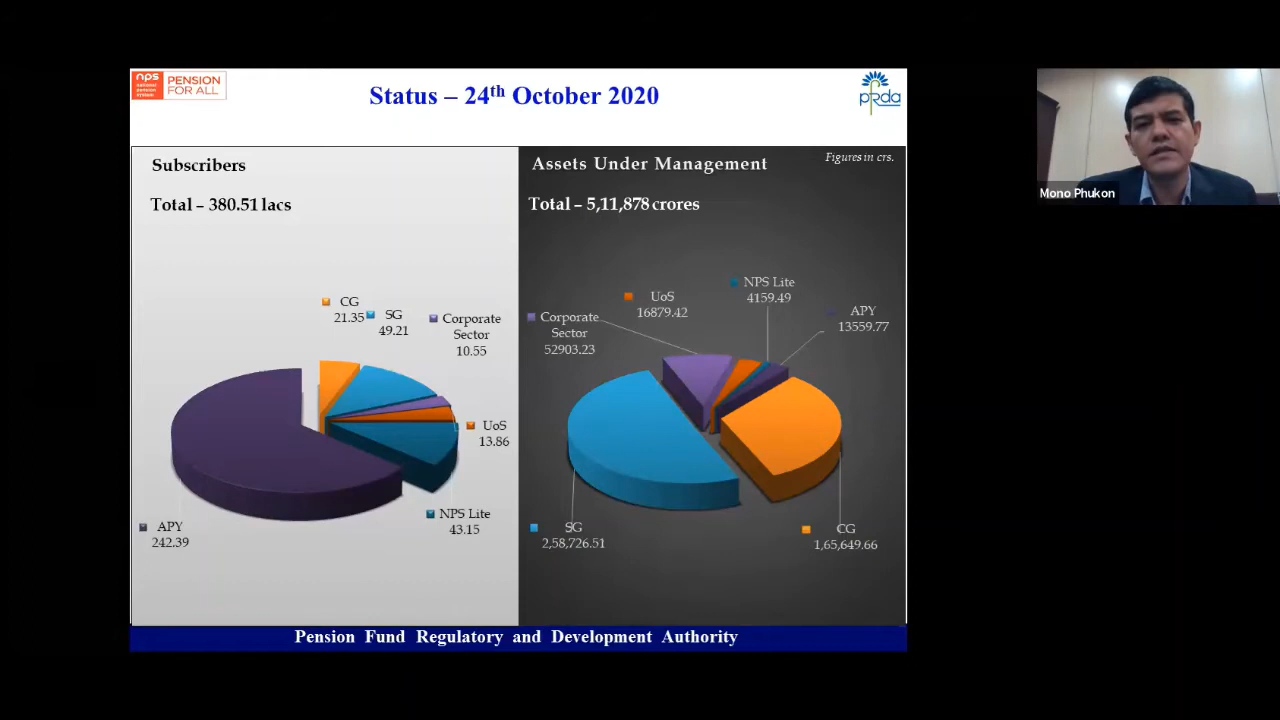 nps
national
pension
system
PENSION
FOR ALL
Status – 24th October 2020
pfrda
Subscribers
Total – 380.51 lacs
CG
21.35
SG
49.21
Corporate
Sector
10.55
UoS
13.86
NPS Lite
43.15
APY
242.39
Assets Under Management
Figures in crs.
Total – 5,11,878 crores
NPS Lite
4159.49
UoS
16879.42
APY
13559.77
Corporate
Sector
52903.23
SG
2,58,726.51
CG
1,65,649.66
Pension Fund Regulatory and Development Authority
Mono Phukon